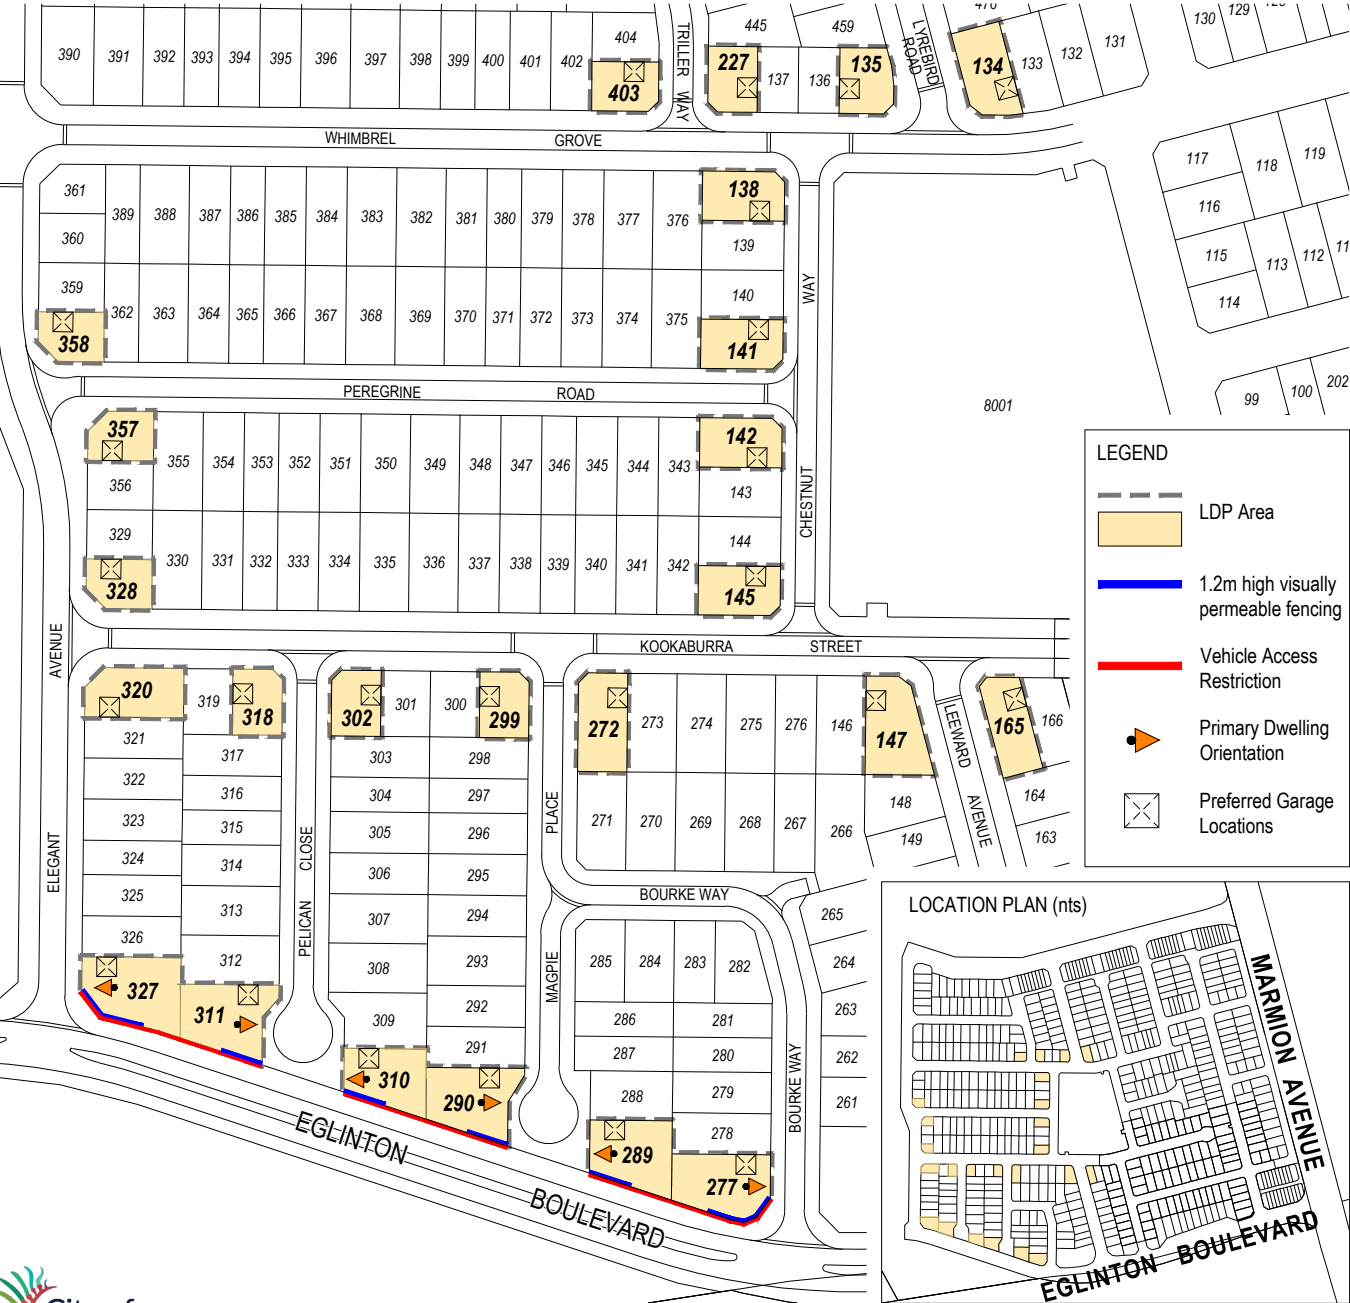 404 445 459 LYREBIRD ROAD 130 129
390 391 392 393 394 395 396 397 398 399 400 401 402 403 TRILLER WAY 227 137 136 135 134 133 132 131
WHIMBREL GROVE
117 118 119
361 116
389 388 387 386 385 384 383 382 381 380 379 378 377 376 138
360 139 115 113 112
359 140 114
362 363 364 365 366 367 368 369 370 371 372 373 374 375
358 141
PEREGRINE ROAD
CHESTNUT WAY
8001
99 100 202
357 142
355 354 353 352 351 350 349 348 347 346 345 344 343
356 143
329 144
330 331 332 333 334 335 336 337 338 339 340 341 342
328 145
KOOKABURRA STREET
ELEGANT AVENUE
320 319 318 302 301 300 299 272 273 274 275 276 146 147 165 166
LEEWARD AVENUE
321 317 303 298
322 316 304 297 148 164
323 315 305 296 271 270 269 268 267 266 149 163
324 314 306 295
325 313 307 294
326 312 308 293
327 311 309 292
310 291
290
PELICAN CLOSE
MAGPIE PLACE
BOURKE WAY
265
285 284 283 282 264
286 281 263
287 280 262
288 279 261
278
289 277
BOURKE WAY
EGLINTON BOULEVARD
LEGEND
LDP Area
1.2m high visually
permeable fencing
Vehicle Access
Restriction
Primary Dwelling
Orientation
Preferred Garage
Locations
LOCATION PLAN (nts)
MARMION AVENUE
EGLINTON BOULEVARD